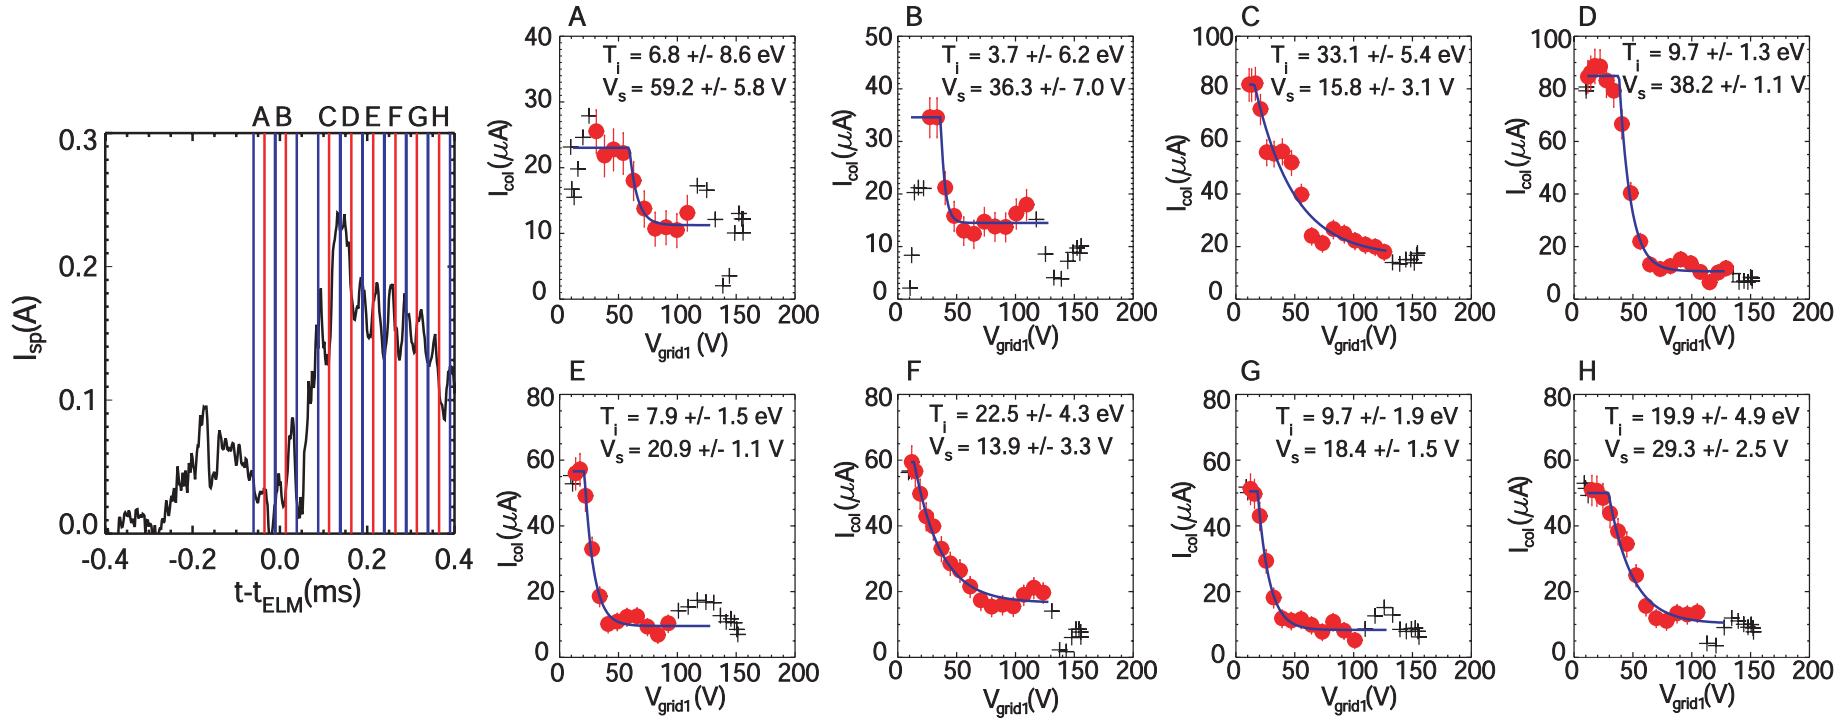 A B C D E F G H
0.3
0.2
0.1
0.0
I_sp(A)
-0.4 -0.2 0.0 0.2 0.4
t-t_ELM(ms)
A
T_i = 6.8 +/- 8.6 eV
V_s = 59.2 +/- 5.8 V
40
30
20
10
0
I_col(μA)
0 50 100 150 200
V_grid1 (V)
B
T_i = 3.7 +/- 6.2 eV
V_s = 36.3 +/- 7.0 V
50
40
30
20
10
0
I_col(μA)
0 50 100 150 200
V_grid1(V)
C
T_i = 33.1 +/- 5.4 eV
V_s = 15.8 +/- 3.1 V
100
80
60
40
20
0
I_col(μA)
0 50 100 150 200
V_grid1(V)
D
T_i = 9.7 +/- 1.3 eV
V_s = 38.2 +/- 1.1 V
100
80
60
40
20
0
I_col(μA)
0 50 100 150 200
V_grid1(V)
E
T_i = 7.9 +/- 1.5 eV
V_s = 20.9 +/- 1.1 V
80
60
40
20
0
I_col(μA)
0 50 100 150 200
V_grid1(V)
F
T_i = 22.5 +/- 4.3 eV
V_s = 13.9 +/- 3.3 V
80
60
40
20
0
I_col(μA)
0 50 100 150 200
V_grid1(V)
G
T_i = 9.7 +/- 1.9 eV
V_s = 18.4 +/- 1.5 V
80
60
40
20
0
I_col(μA)
0 50 100 150 200
V_grid1(V)
H
T_i = 19.9 +/- 4.9 eV
V_s = 29.3 +/- 2.5 V
80
60
40
20
0
I_col(μA)
0 50 100 150 200
V_grid1(V)